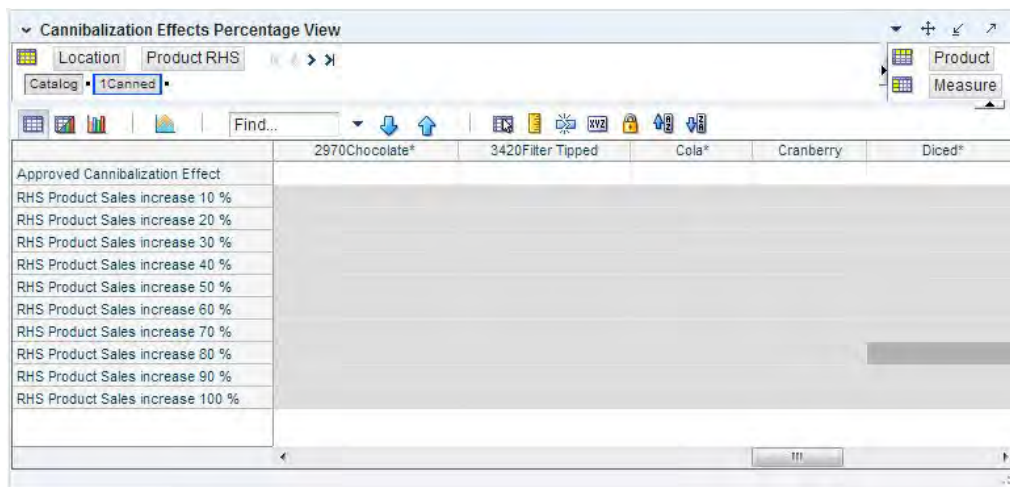 Cannibalization Effects Percentage View
Location Product RHS
Product
Catalog 1Canned
Measure
Find...
2970Chocolate* 3420Filter Tipped Cola* Cranberry Diced*
Approved Cannibalization Effect
RHS Product Sales increase 10 %
RHS Product Sales increase 20 %
RHS Product Sales increase 30 %
RHS Product Sales increase 40 %
RHS Product Sales increase 50 %
RHS Product Sales increase 60 %
RHS Product Sales increase 70 %
RHS Product Sales increase 80 %
RHS Product Sales increase 90 %
RHS Product Sales increase 100 %